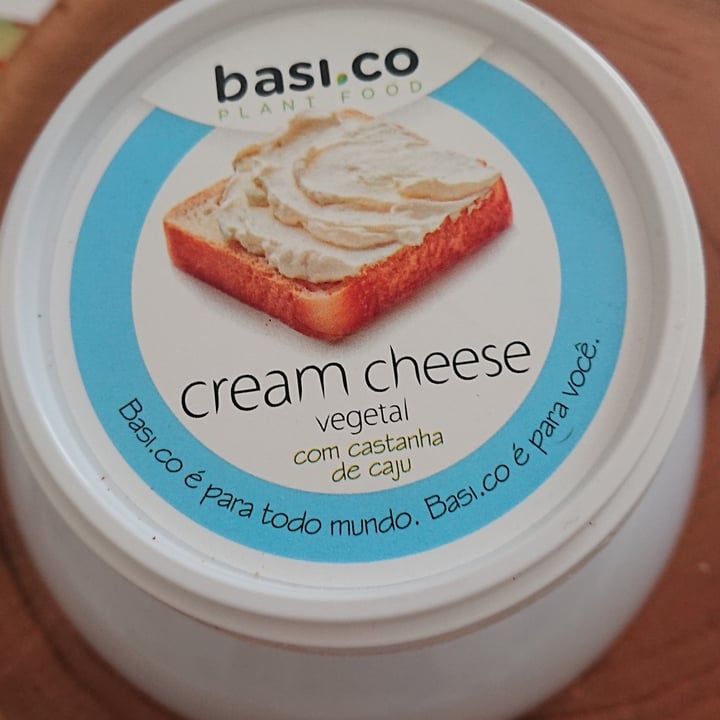 basi.co
PLANT FOOD
cream cheese
vegetal
com castanha
de caju
Basi.co é para todo mundo. Basi.co é para você.